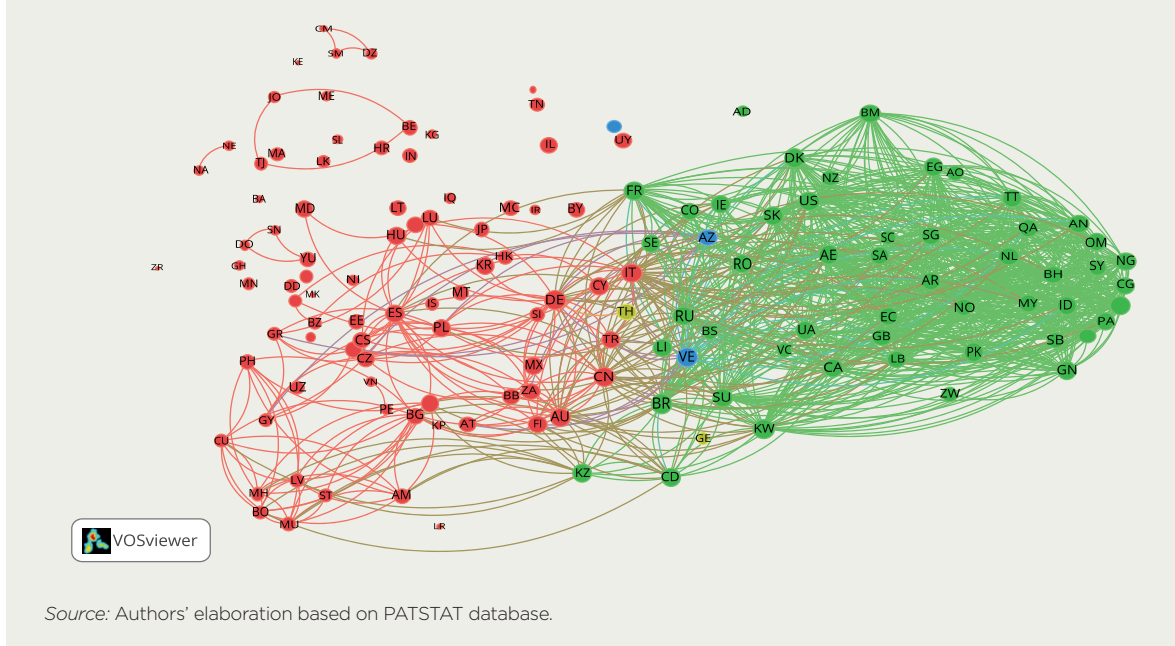 CM
SM
DZ
KE
JO
ME
TN
AD
BM
BE
KG
UY
SL
IL
HR
NE
MA
IN
LK
TJ
NA
DK
EG
AO
NZ
FR
BA
IQ
TT
US
IE
MD
LT
MC
IR
BY
CO
SK
LU
AN
SN
JP
QA
HU
AZ
SC
SG
DO
SE
OM
HK
AE
SA
NL
YU
NG
GH
ZR
KR
RO
SY
IT
BH
NI
AR
MN
DD
CY
CG
MK
MT
DE
IS
MY
ID
NO
ES
SI
TH
RU
EC
BZ
EE
PA
PL
BS
UA
GR
CS
TR
GB
SB
LI
VC
PK
CZ
VE
LB
PH
MX
CA
GN
CN
VN
UZ
ZA
BB
ZW
SU
PE
BR
BG
AU
GY
KP
AT
FI
KW
GE
CU
KZ
CD
LV
MH
ST
AM
BO
MU
LR
VOSviewer
Source: Authors’ elaboration based on PATSTAT database.